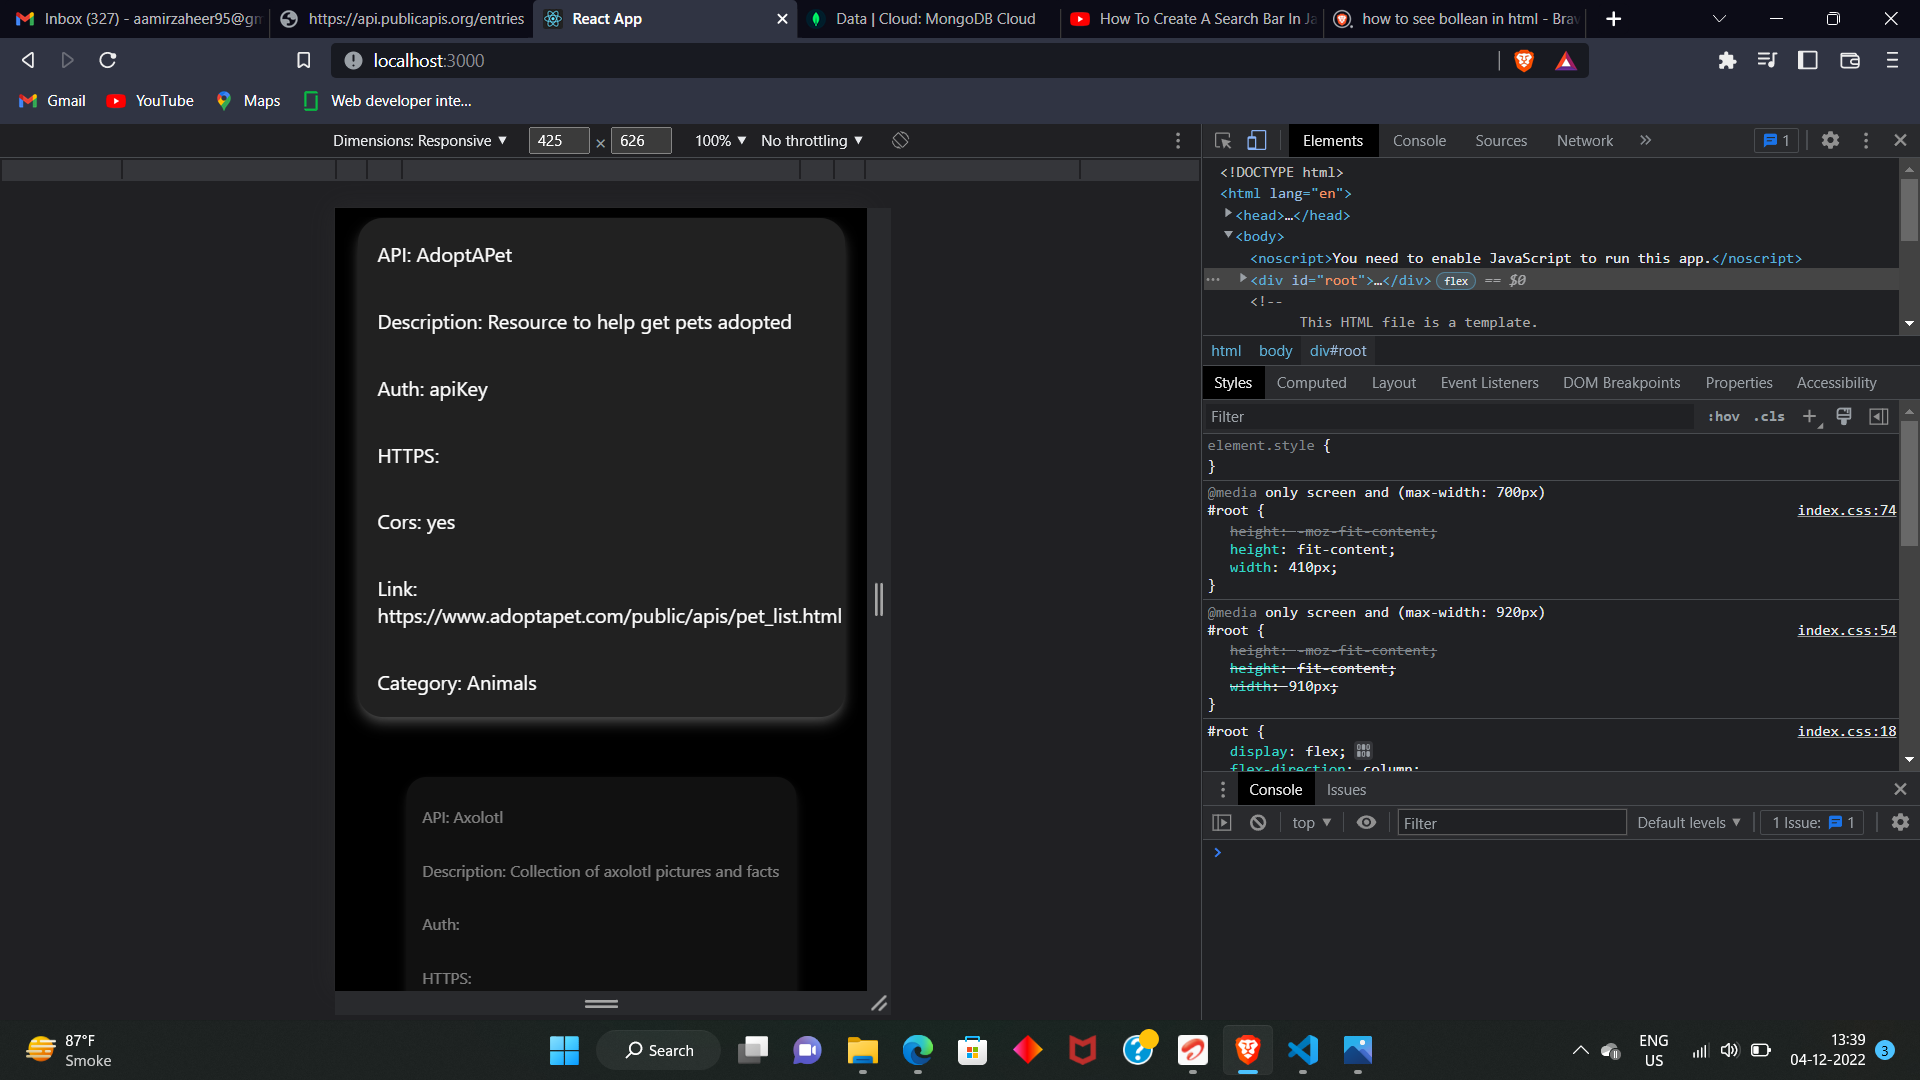 Inbox (327) - aamirzaheer95@gm
https://api.publicapis.org/entries
React App
Data | Cloud: MongoDB Cloud
How To Create A Search Bar In Ja
how to see bollean in html - Brav
localhost:3000
Gmail
YouTube
Maps
Web developer inte...
Dimensions: Responsive ▼ 425 × 626 100% ▼ No throttling ▼
Elements Console Sources Network » 1
<!DOCTYPE html>
<html lang="en">
<head>…</head>
<body>
<noscript>You need to enable JavaScript to run this app.</noscript>
<div id="root">…</div> flex == $0
<!--
This HTML file is a template.
html body div#root
Styles Computed Layout Event Listeners DOM Breakpoints Properties Accessibility
Filter :hov .cls
element.style {
}
@media only screen and (max-width: 700px)
#root { index.css:74
height: -moz-fit-content;
height: fit-content;
width: 410px;
}
@media only screen and (max-width: 920px)
#root { index.css:54
height: -moz-fit-content;
height: fit-content;
width: 910px;
}
#root { index.css:18
display: flex;
flex-direction: column;
Console Issues
top ▼ Filter Default levels ▼ 1 Issue: 1
API: AdoptAPet
Description: Resource to help get pets adopted
Auth: apiKey
HTTPS:
Cors: yes
Link:
https://www.adoptapet.com/public/apis/pet_list.html
Category: Animals
API: Axolotl
Description: Collection of axolotl pictures and facts
Auth:
HTTPS:
87°F
Smoke
Search
ENG
US
13:39
04-12-2022
3